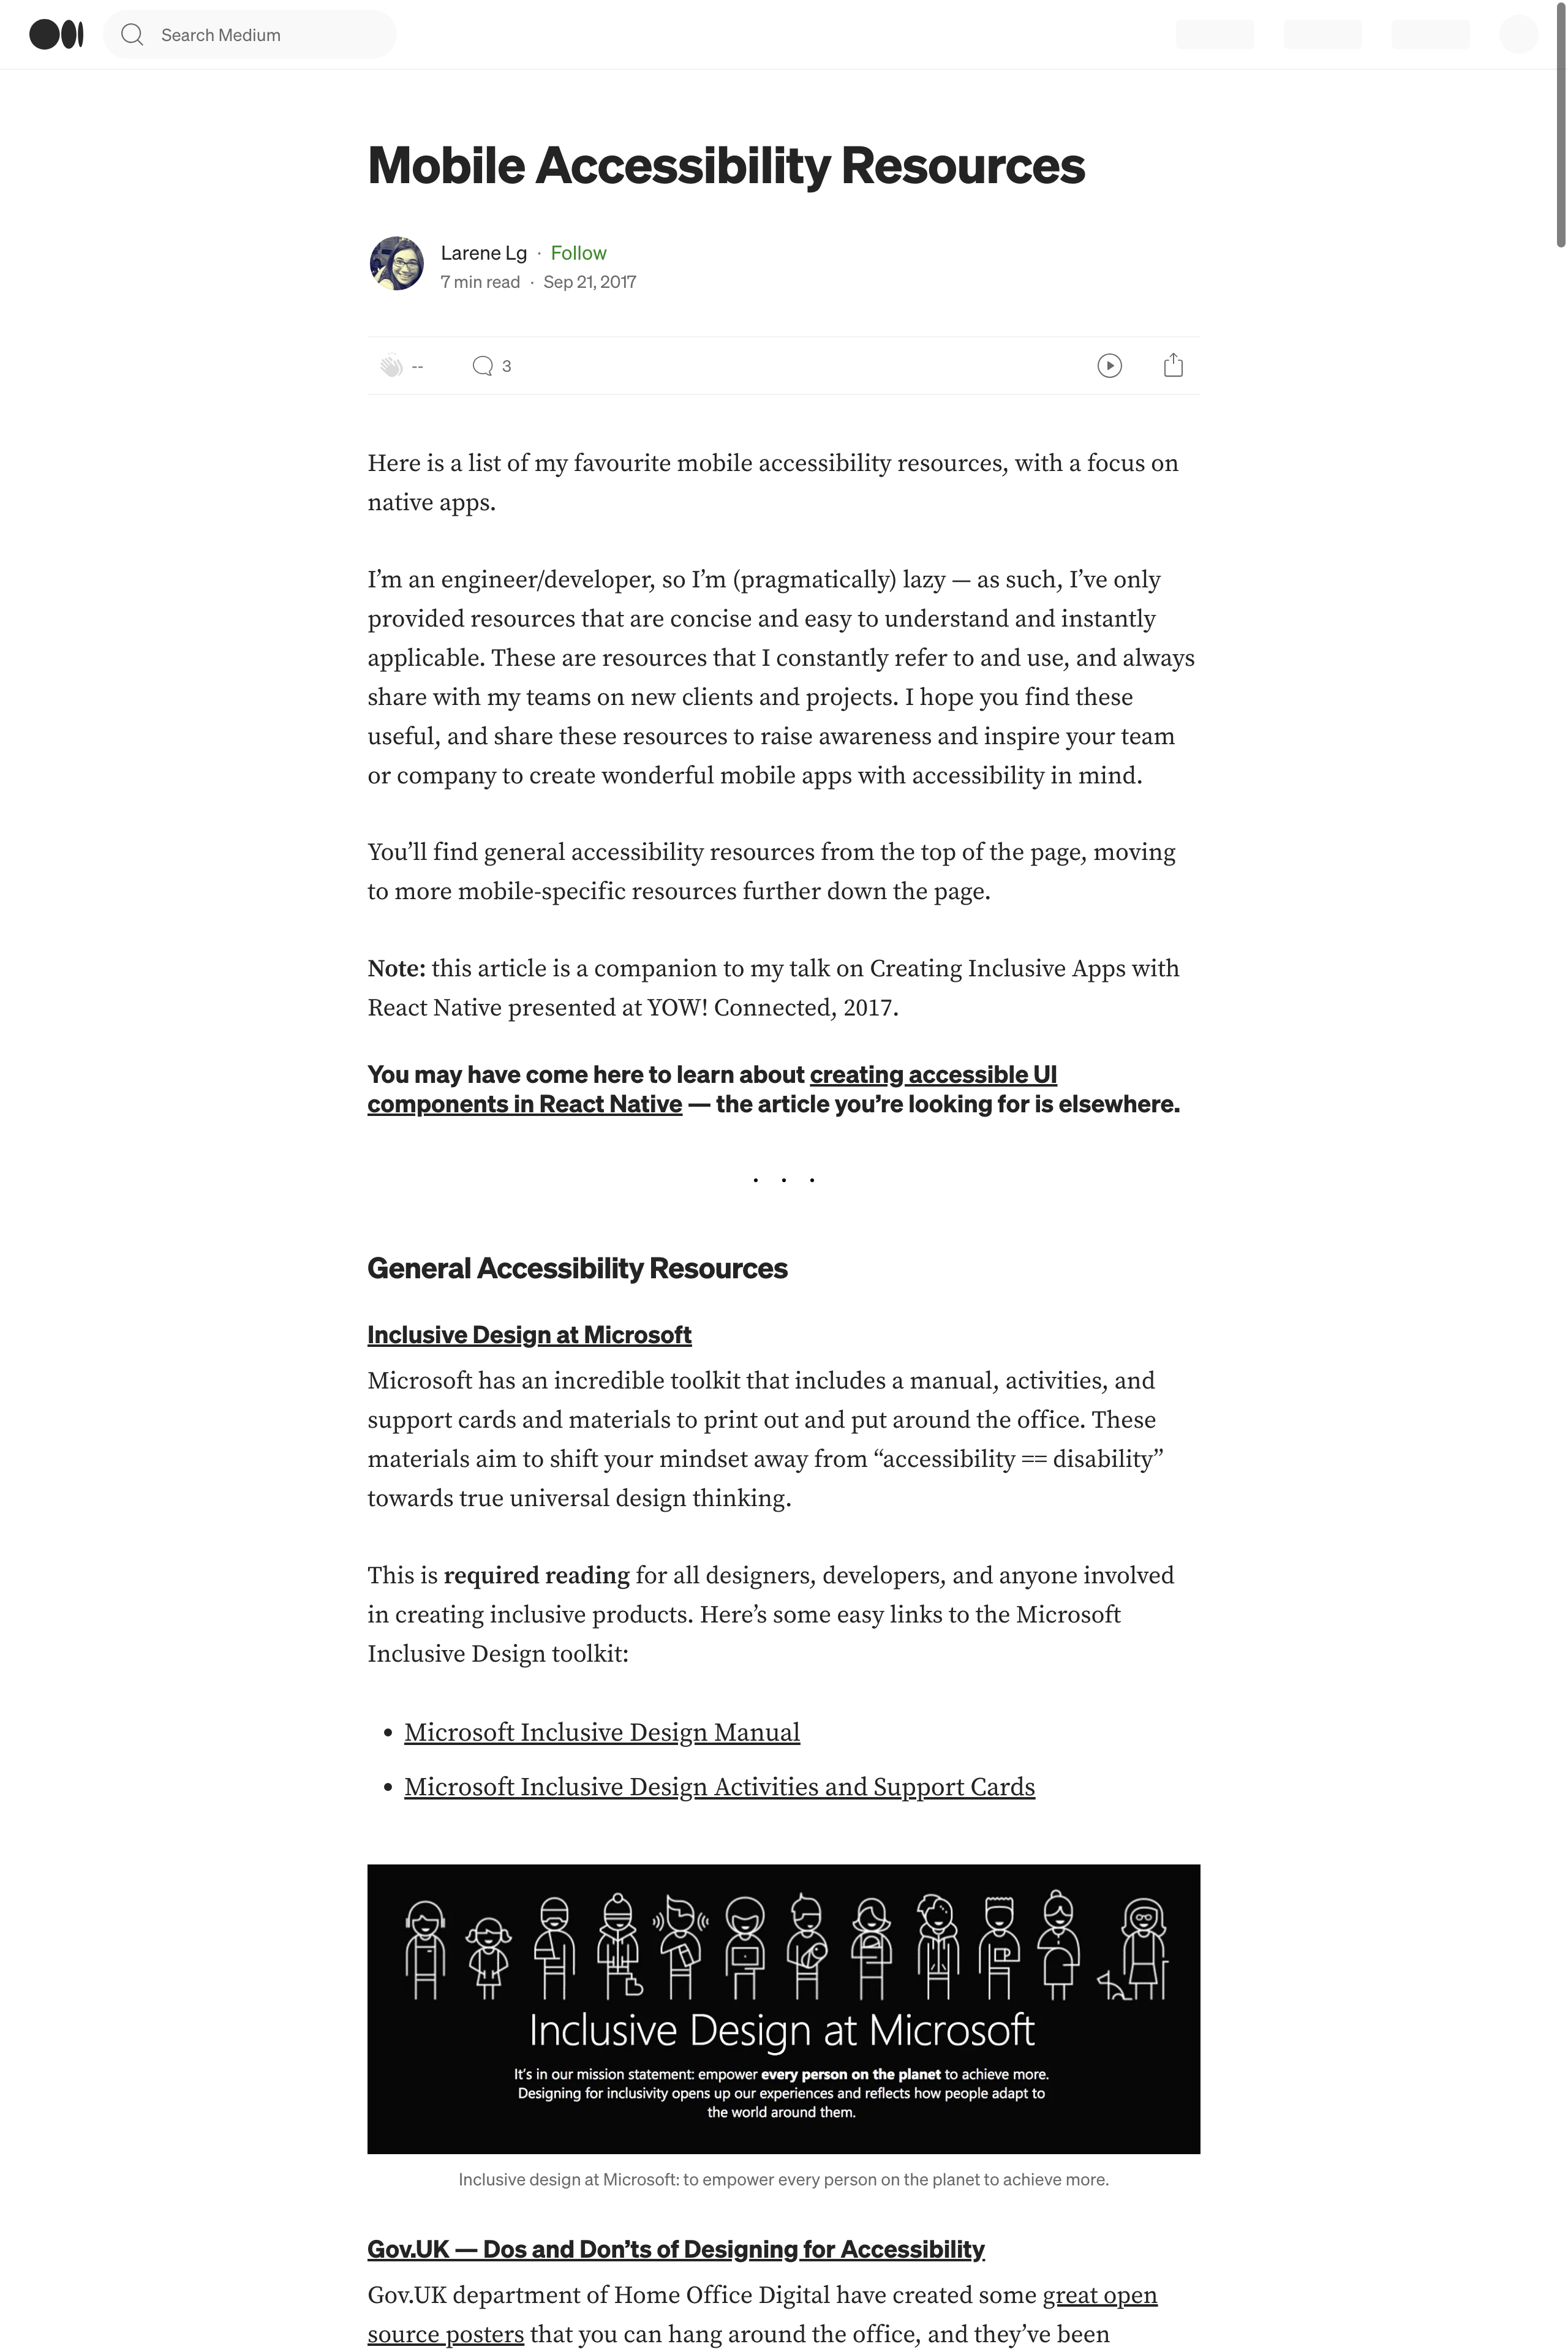 Search Medium
Mobile Accessibility Resources
Larene Lg · Follow
7 min read · Sep 21, 2017
-- 3
Here is a list of my favourite mobile accessibility resources, with a focus on
native apps.
I’m an engineer/developer, so I’m (pragmatically) lazy — as such, I’ve only
provided resources that are concise and easy to understand and instantly
applicable. These are resources that I constantly refer to and use, and always
share with my teams on new clients and projects. I hope you find these
useful, and share these resources to raise awareness and inspire your team
or company to create wonderful mobile apps with accessibility in mind.
You’ll find general accessibility resources from the top of the page, moving
to more mobile-specific resources further down the page.
Note: this article is a companion to my talk on Creating Inclusive Apps with
React Native presented at YOW! Connected, 2017.
You may have come here to learn about creating accessible UI
components in React Native — the article you’re looking for is elsewhere.
· · ·
General Accessibility Resources
Inclusive Design at Microsoft
Microsoft has an incredible toolkit that includes a manual, activities, and
support cards and materials to print out and put around the office. These
materials aim to shift your mindset away from “accessibility == disability”
towards true universal design thinking.
This is required reading for all designers, developers, and anyone involved
in creating inclusive products. Here’s some easy links to the Microsoft
Inclusive Design toolkit:
• Microsoft Inclusive Design Manual
• Microsoft Inclusive Design Activities and Support Cards
Inclusive Design at Microsoft
It’s in our mission statement: empower every person on the planet to achieve more.
Designing for inclusivity opens up our experiences and reflects how people adapt to
the world around them.
Inclusive design at Microsoft: to empower every person on the planet to achieve more.
Gov.UK — Dos and Don’ts of Designing for Accessibility
Gov.UK department of Home Office Digital have created some great open
source posters that you can hang around the office, and they’ve been